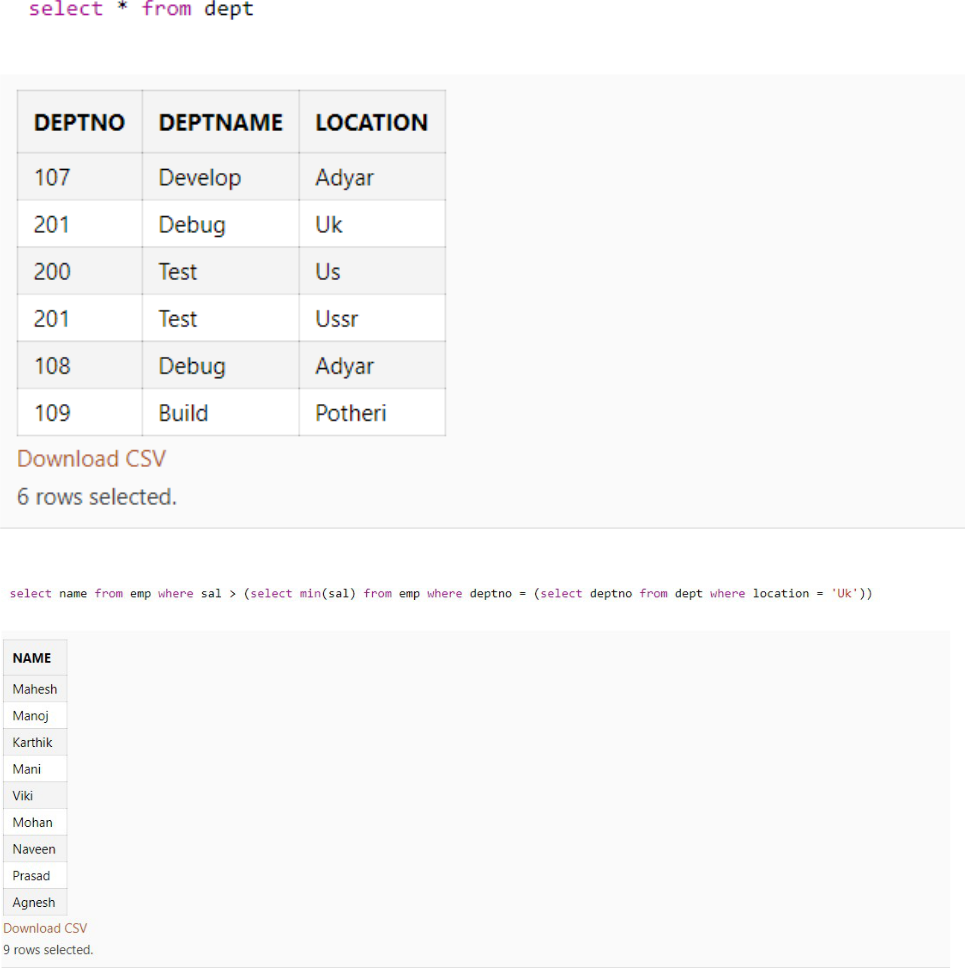 select * from dept
DEPTNO DEPTNAME LOCATION
107 Develop Adyar
201 Debug Uk
200 Test Us
201 Test Ussr
108 Debug Adyar
109 Build Potheri
Download CSV
6 rows selected.
select name from emp where sal > (select min(sal) from emp where deptno = (select deptno from dept where location = 'Uk'))
NAME
Mahesh
Manoj
Karthik
Mani
Viki
Mohan
Naveen
Prasad
Agnesh
Download CSV
9 rows selected.